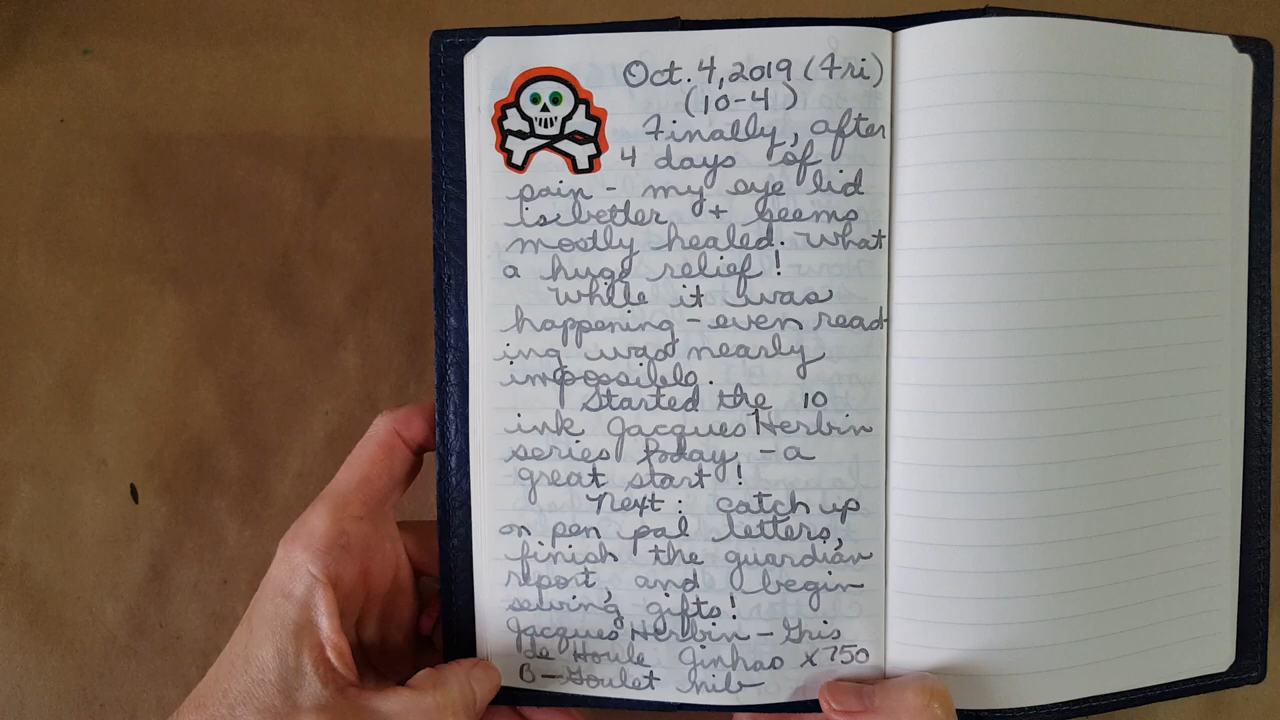 Oct. 4, 2019 (Fri)
(10-4)
Finally, after
4 days of
pain - my eye lid
is better + seems
mostly healed. What
a huge relief!
While it was
happening - even read-
ing was nearly
impossible.
Started the 10
ink Jacques Herbin
series today - a
great start!
Next: catch up
on pen pal letters,
finish the guardian
report, and begin
sewing gifts!
Jacques Herbin - Gris
de Houle Jinhao x750
B - Goulet nib